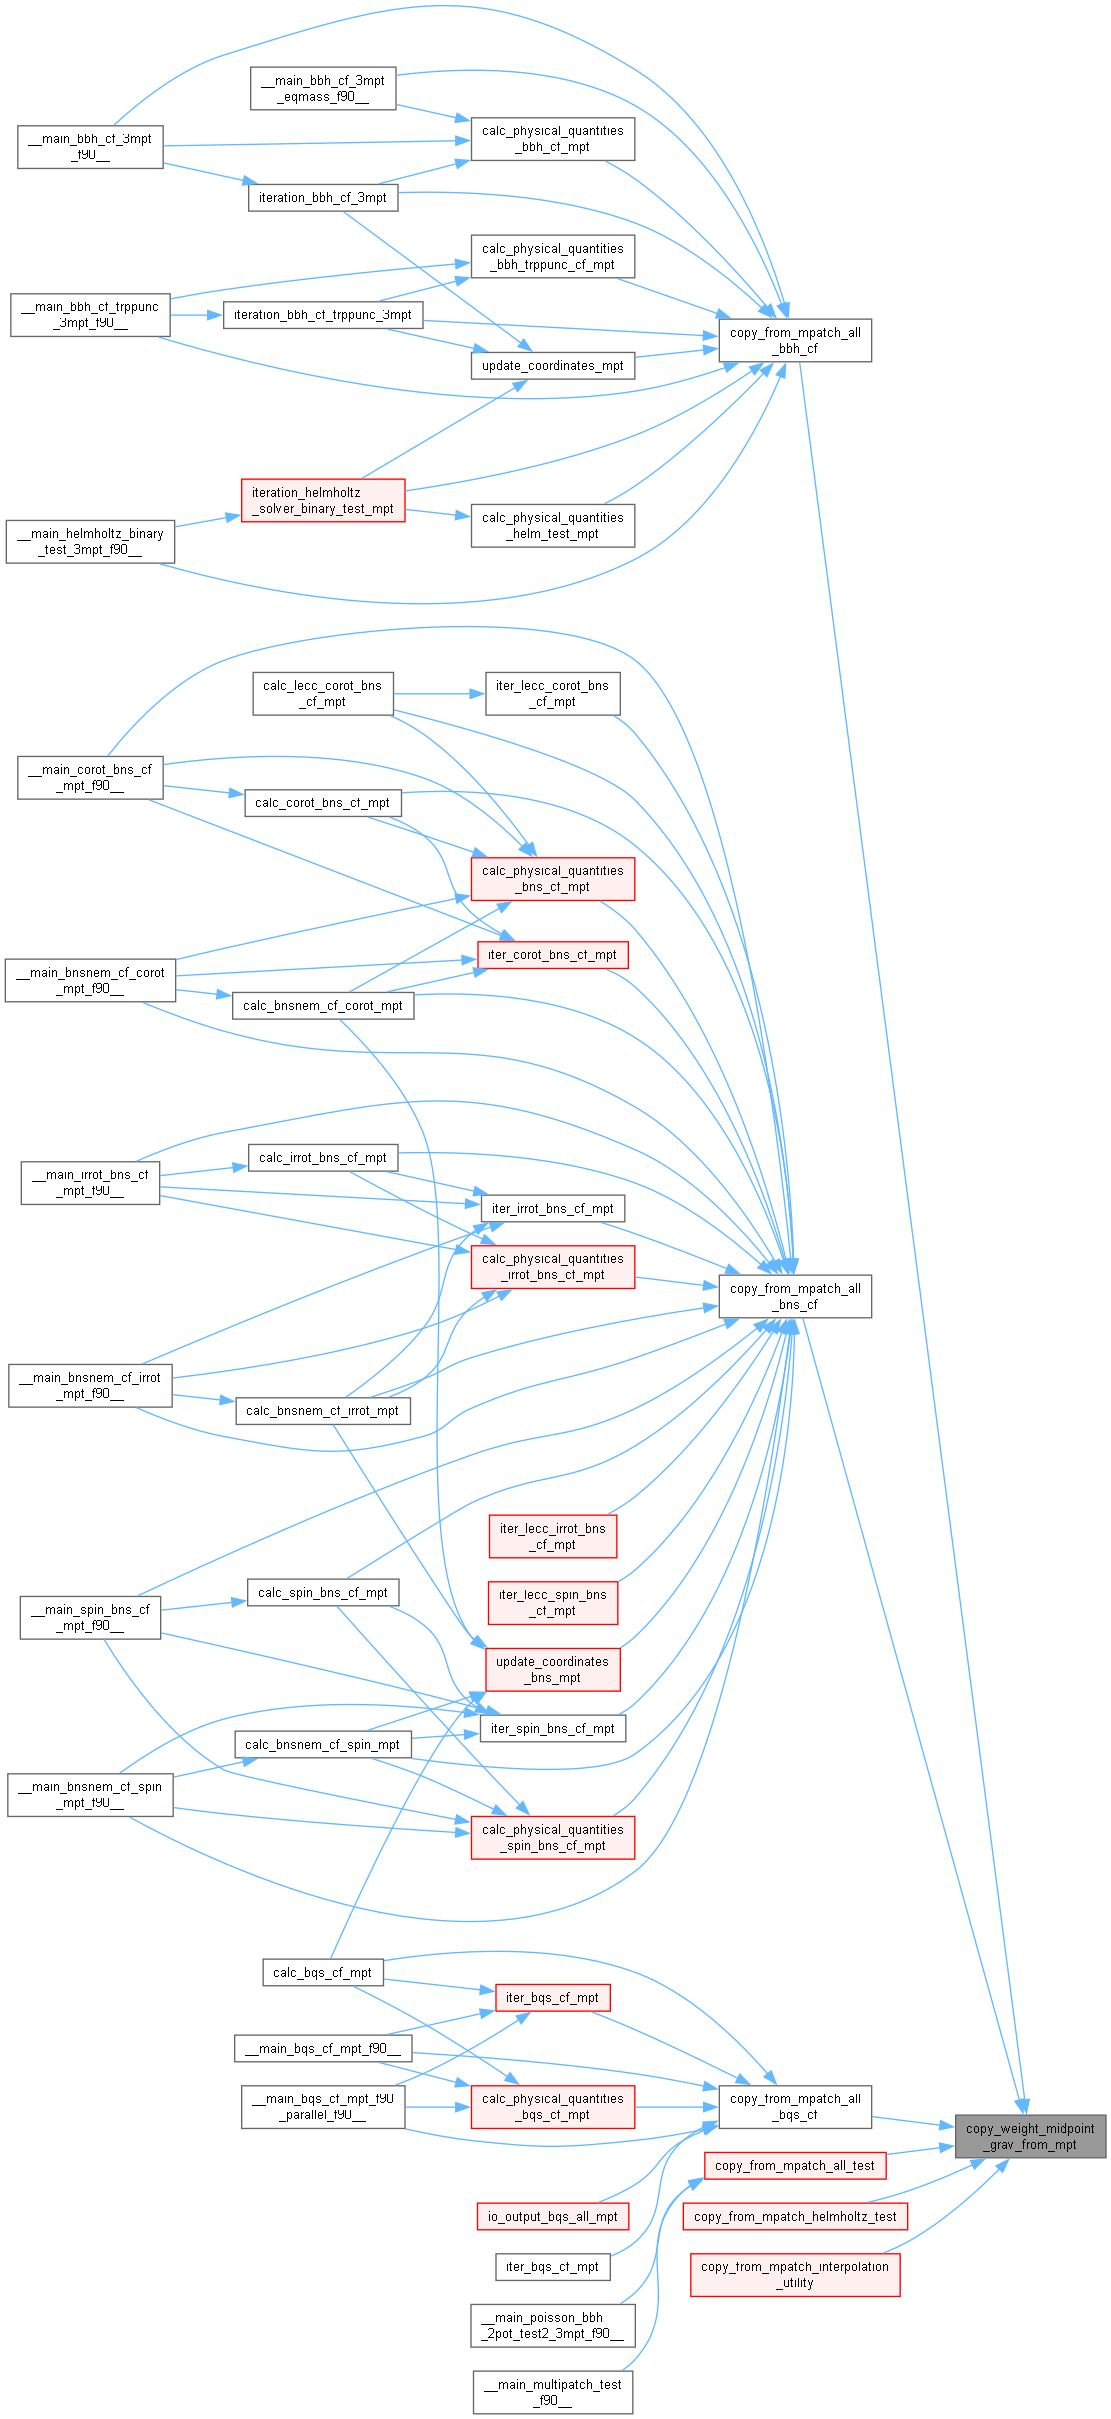 __main_bbh_cf_3mpt
_eqmass_f90__
__main_bbh_cf_3mpt
_f90__
calc_physical_quantities
_bbh_cf_mpt
iteration_bbh_cf_3mpt
calc_physical_quantities
_bbh_trppunc_cf_mpt
__main_bbh_cf_trppunc
_3mpt_f90__
iteration_bbh_cf_trppunc_3mpt
copy_from_mpatch_all
_bbh_cf
update_coordinates_mpt
iteration_helmholtz
_solver_binary_test_mpt
calc_physical_quantities
_helm_test_mpt
__main_helmholtz_binary
_test_3mpt_f90__
calc_lecc_corot_bns
_cf_mpt
iter_lecc_corot_bns
_cf_mpt
__main_corot_bns_cf
_mpt_f90__
calc_corot_bns_cf_mpt
calc_physical_quantities
_bns_cf_mpt
iter_corot_bns_cf_mpt
__main_bnsnem_cf_corot
_mpt_f90__
calc_bnsnem_cf_corot_mpt
calc_irrot_bns_cf_mpt
__main_irrot_bns_cf
_mpt_f90__
iter_irrot_bns_cf_mpt
calc_physical_quantities
_irrot_bns_cf_mpt
copy_from_mpatch_all
_bns_cf
__main_bnsnem_cf_irrot
_mpt_f90__
calc_bnsnem_cf_irrot_mpt
iter_lecc_irrot_bns
_cf_mpt
iter_lecc_spin_bns
_cf_mpt
calc_spin_bns_cf_mpt
__main_spin_bns_cf
_mpt_f90__
update_coordinates
_bns_mpt
iter_spin_bns_cf_mpt
calc_bnsnem_cf_spin_mpt
__main_bnsnem_cf_spin
_mpt_f90__
calc_physical_quantities
_spin_bns_cf_mpt
calc_bqs_cf_mpt
iter_bqs_cf_mpt
__main_bqs_cf_mpt_f90__
__main_bqs_cf_mpt_f90
_parallel_f90__
calc_physical_quantities
_bqs_cf_mpt
copy_from_mpatch_all
_bqs_cf
copy_weight_midpoint
_grav_from_mpt
copy_from_mpatch_all_test
io_output_bqs_all_mpt
copy_from_mpatch_helmholtz_test
iter_bqs_cf_mpt
copy_from_mpatch_interpolation
_utility
__main_poisson_bbh
_2pot_test2_3mpt_f90__
__main_multipatch_test
_f90__